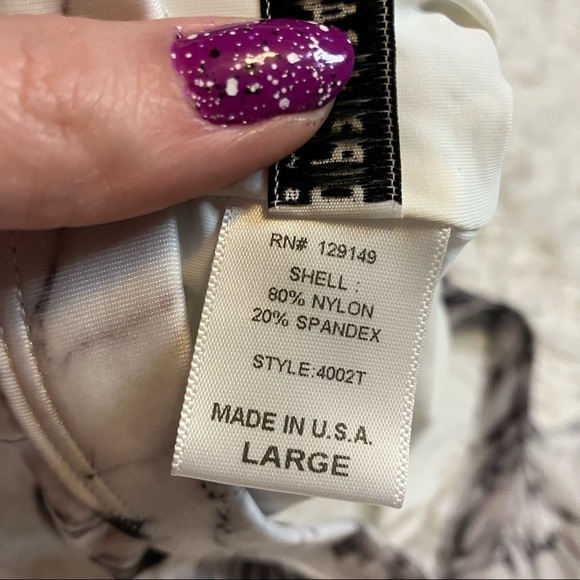 RN# 129149
SHELL :
80% NYLON
20% SPANDEX
STYLE:4002T
MADE IN U.S.A.
LARGE